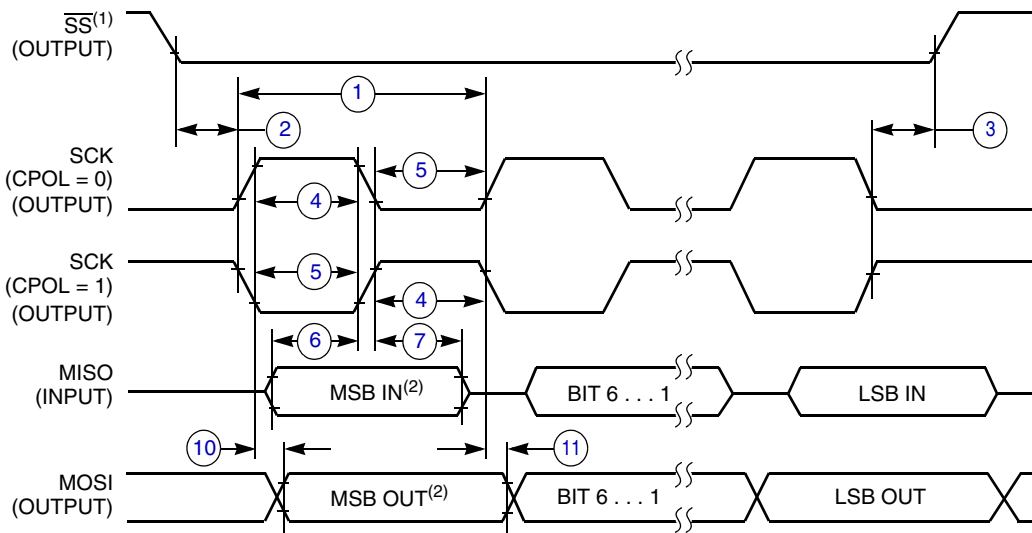 SS(1)
(OUTPUT)
1
2
3
SCK
(CPOL = 0)
(OUTPUT)
5
4
SCK
(CPOL = 1)
(OUTPUT)
5
4
6
7
MISO
(INPUT)
MSB IN(2)
BIT 6 . . . 1
LSB IN
10
11
MOSI
(OUTPUT)
MSB OUT(2)
BIT 6 . . . 1
LSB OUT